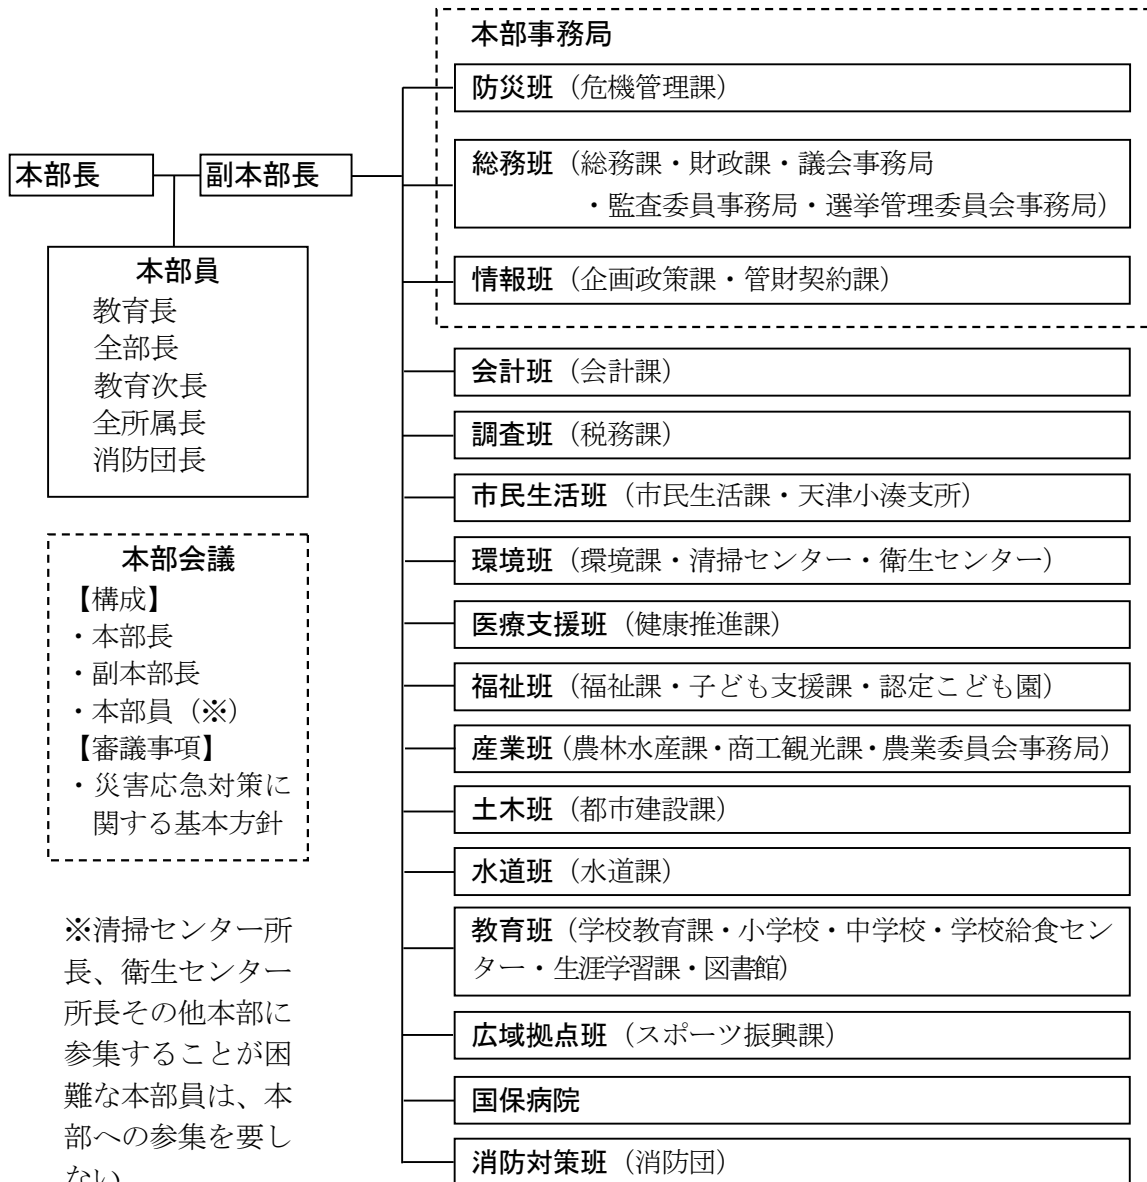 本部長
副本部長
本部員
教育長
全部長
教育次長
全所属長
消防団長
本部会議
【構成】
・本部長
・副本部長
・本部員（※）
【審議事項】
・災害応急対策に
関する基本方針
※清掃センター所
長、衛生センター
所長その他本部に
参集することが困
難な本部員は、本
部への参集を要し
ない
本部事務局
防災班（危機管理課）
総務班（総務課・財政課・議会事務局
・監査委員事務局・選挙管理委員会事務局）
情報班（企画政策課・管財契約課）
会計班（会計課）
調査班（税務課）
市民生活班（市民生活課・天津小湊支所）
環境班（環境課・清掃センター・衛生センター）
医療支援班（健康推進課）
福祉班（福祉課・子ども支援課・認定こども園）
産業班（農林水産課・商工観光課・農業委員会事務局）
土木班（都市建設課）
水道班（水道課）
教育班（学校教育課・小学校・中学校・学校給食セン
ター・生涯学習課・図書館）
広域拠点班（スポーツ振興課）
国保病院
消防対策班（消防団）